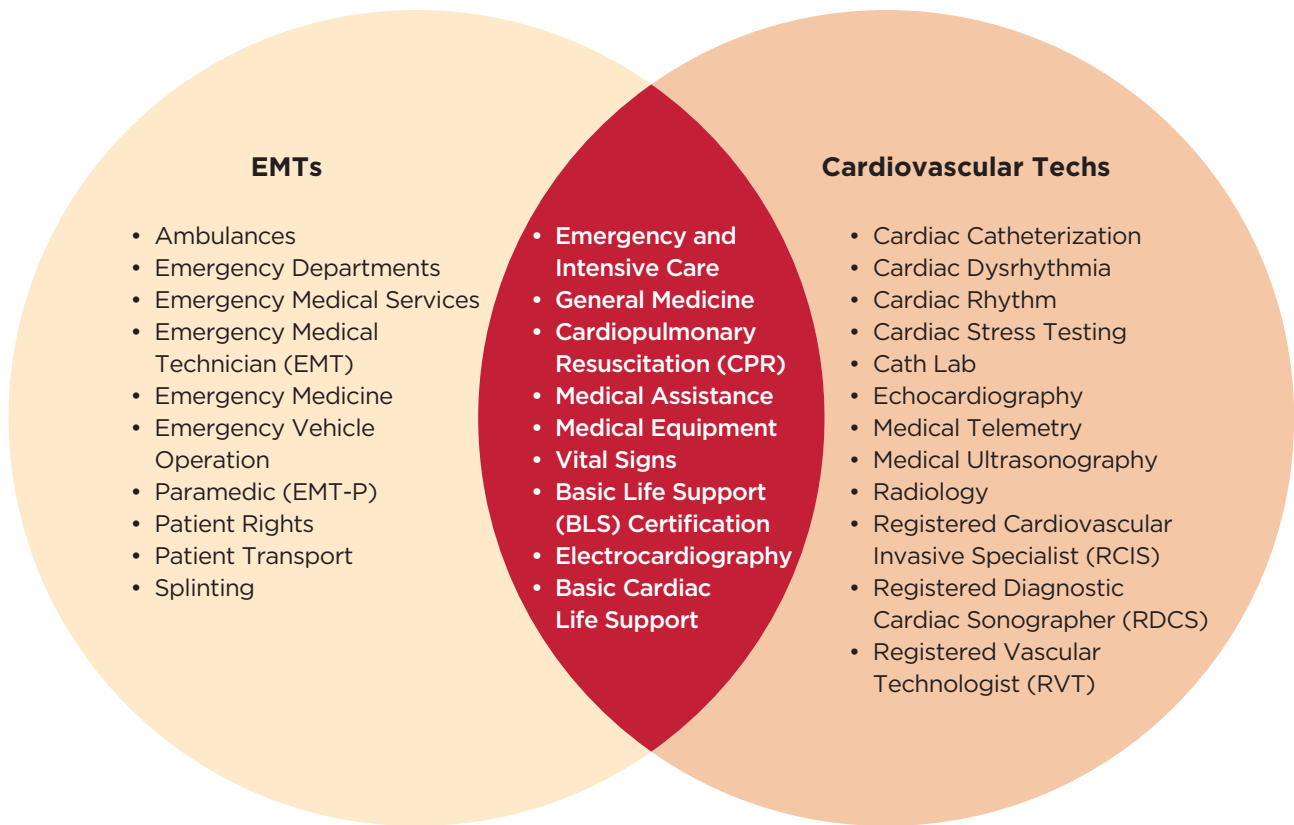 EMTs
• Ambulances
• Emergency Departments
• Emergency Medical Services
• Emergency Medical
Technician (EMT)
• Emergency Medicine
• Emergency Vehicle
Operation
• Paramedic (EMT-P)
• Patient Rights
• Patient Transport
• Splinting
• Emergency and
Intensive Care
• General Medicine
• Cardiopulmonary
Resuscitation (CPR)
• Medical Assistance
• Medical Equipment
• Vital Signs
• Basic Life Support
(BLS) Certification
• Electrocardiography
• Basic Cardiac
Life Support
Cardiovascular Techs
• Cardiac Catheterization
• Cardiac Dysrhythmia
• Cardiac Rhythm
• Cardiac Stress Testing
• Cath Lab
• Echocardiography
• Medical Telemetry
• Medical Ultrasonography
• Radiology
• Registered Cardiovascular
Invasive Specialist (RCIS)
• Registered Diagnostic
Cardiac Sonographer (RDCS)
• Registered Vascular
Technologist (RVT)